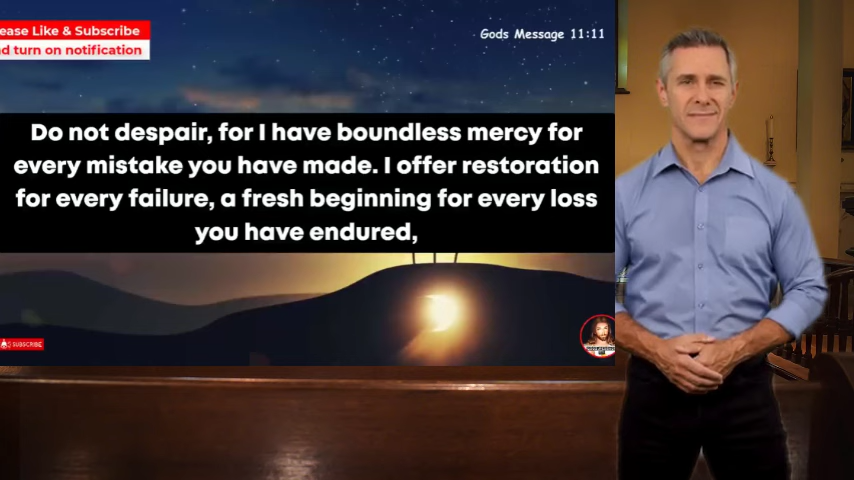 ease Like & Subscribe
nd turn on notification
Gods Message 11:11
Do not despair, for I have boundless mercy for
every mistake you have made. I offer restoration
for every failure, a fresh beginning for every loss
you have endured,
SUBSCRIBE